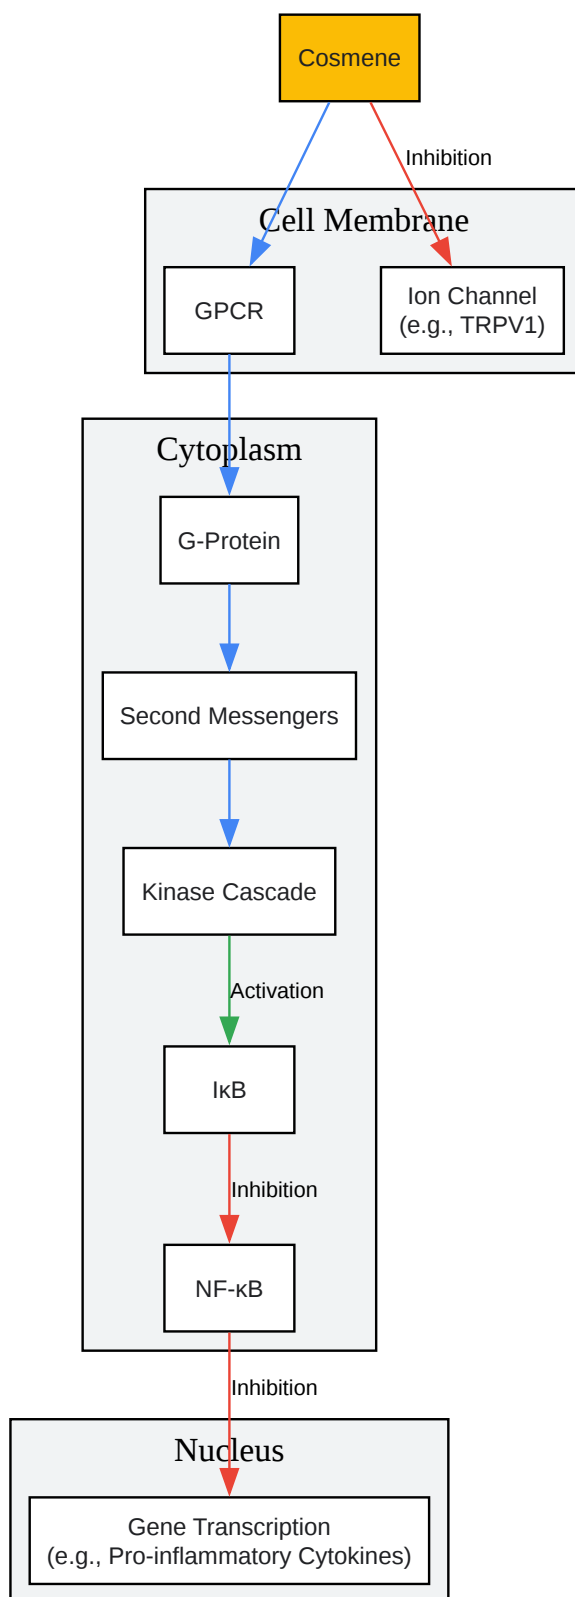 Cosmene
Inhibition
Cell Membrane
GPCR
Ion Channel
(e.g., TRPV1)
Cytoplasm
G-Protein
Second Messengers
Kinase Cascade
Activation
IκB
Inhibition
NF-κB
Inhibition
Nucleus
Gene Transcription
(e.g., Pro-inflammatory Cytokines)